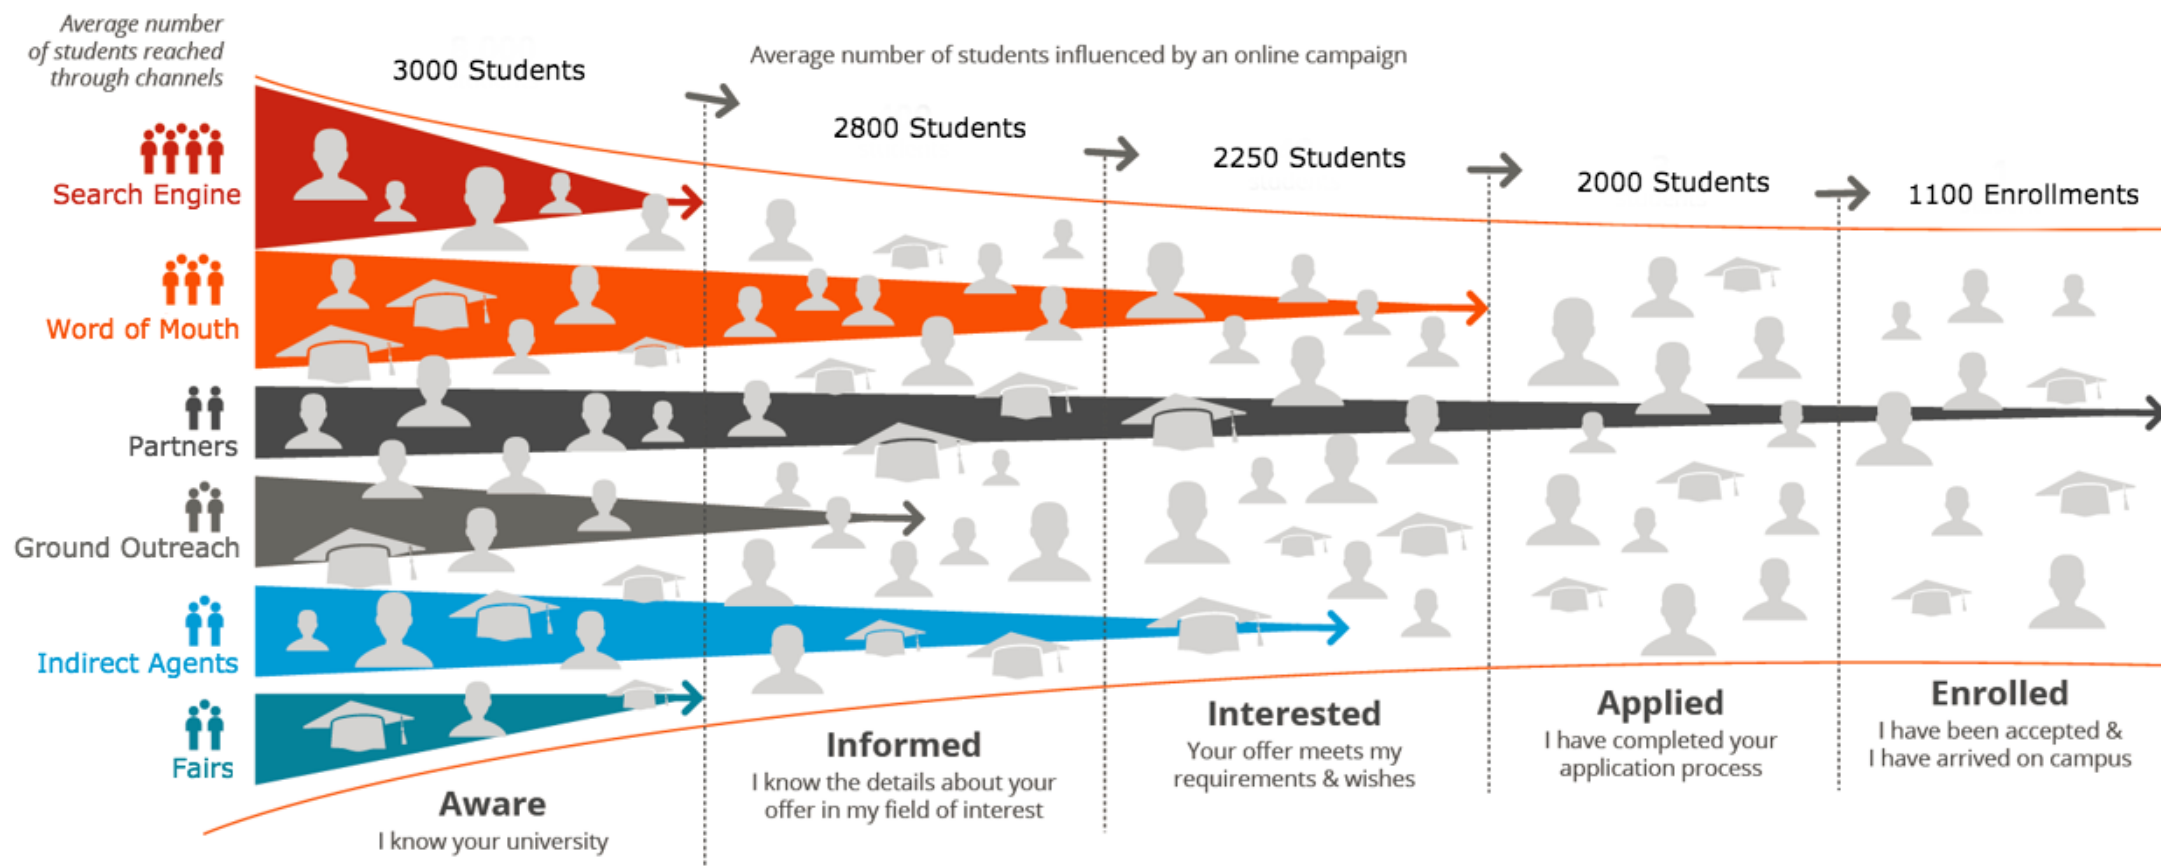 Average number
of students reached
through channels
3000 Students
Average number of students influenced by an online campaign
2800 Students
2250 Students
2000 Students
1100 Enrollments
Search Engine
Word of Mouth
Partners
Ground Outreach
Indirect Agents
Fairs
Aware
I know your university
Informed
I know the details about your
offer in my field of interest
Interested
Your offer meets my
requirements & wishes
Applied
I have completed your
application process
Enrolled
I have been accepted &
I have arrived on campus